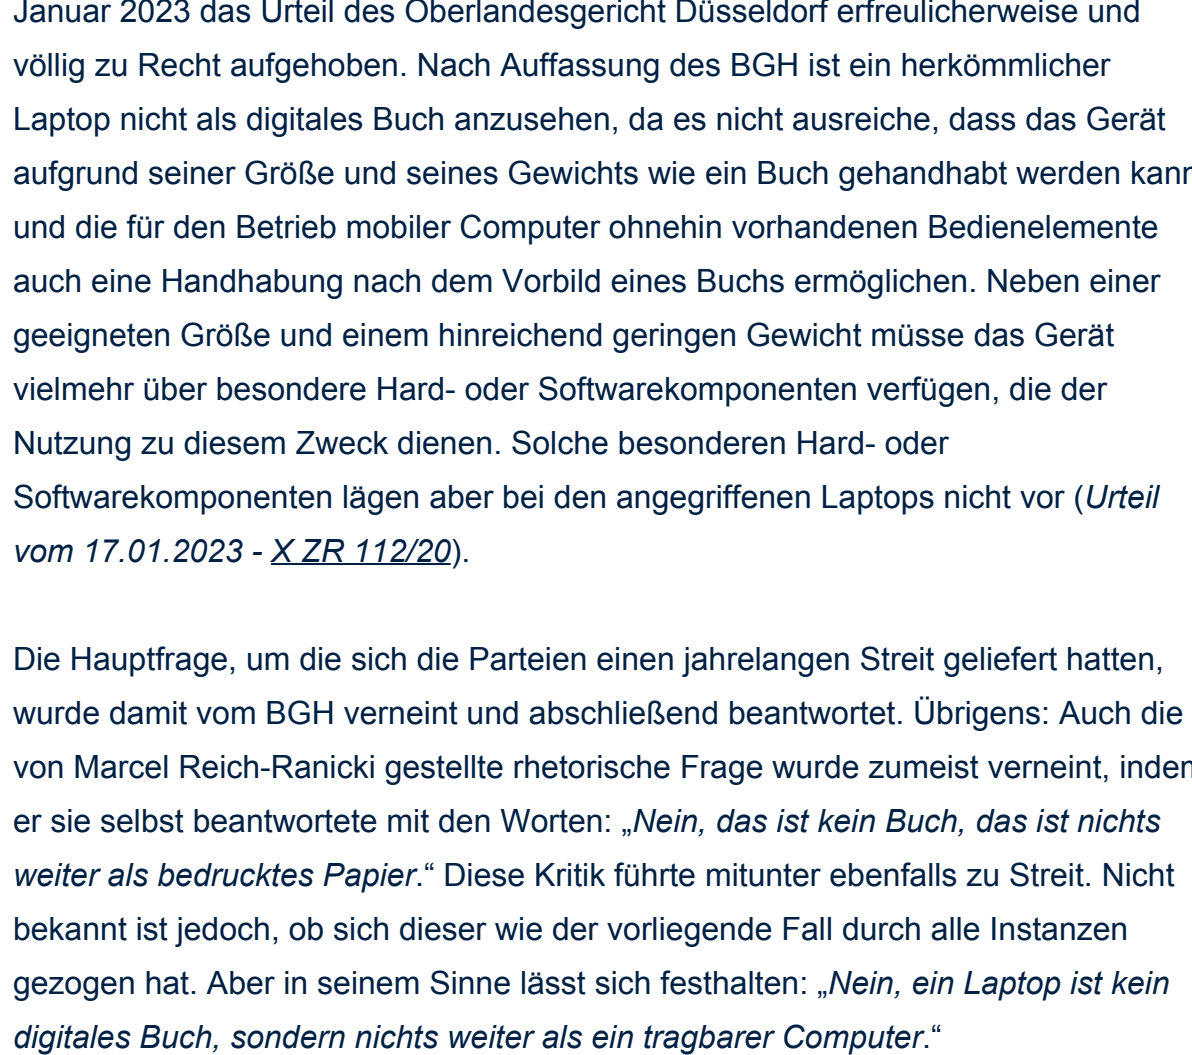 Januar 2023 das Urteil des Oberlandesgericht Düsseldorf erfreulicherweise und
völlig zu Recht aufgehoben. Nach Auffassung des BGH ist ein herkömmlicher
Laptop nicht als digitales Buch anzusehen, da es nicht ausreiche, dass das Gerät
aufgrund seiner Größe und seines Gewichts wie ein Buch gehandhabt werden kann
und die für den Betrieb mobiler Computer ohnehin vorhandenen Bedienelemente
auch eine Handhabung nach dem Vorbild eines Buchs ermöglichen. Neben einer
geeigneten Größe und einem hinreichend geringen Gewicht müsse das Gerät
vielmehr über besondere Hard- oder Softwarekomponenten verfügen, die der
Nutzung zu diesem Zweck dienen. Solche besonderen Hard- oder
Softwarekomponenten lägen aber bei den angegriffenen Laptops nicht vor (Urteil
vom 17.01.2023 - X ZR 112/20).
Die Hauptfrage, um die sich die Parteien einen jahrelangen Streit geliefert hatten,
wurde damit vom BGH verneint und abschließend beantwortet. Übrigens: Auch die
von Marcel Reich-Ranicki gestellte rhetorische Frage wurde zumeist verneint, indem
er sie selbst beantwortete mit den Worten: „Nein, das ist kein Buch, das ist nichts
weiter als bedrucktes Papier.“ Diese Kritik führte mitunter ebenfalls zu Streit. Nicht
bekannt ist jedoch, ob sich dieser wie der vorliegende Fall durch alle Instanzen
gezogen hat. Aber in seinem Sinne lässt sich festhalten: „Nein, ein Laptop ist kein
digitales Buch, sondern nichts weiter als ein tragbarer Computer.“